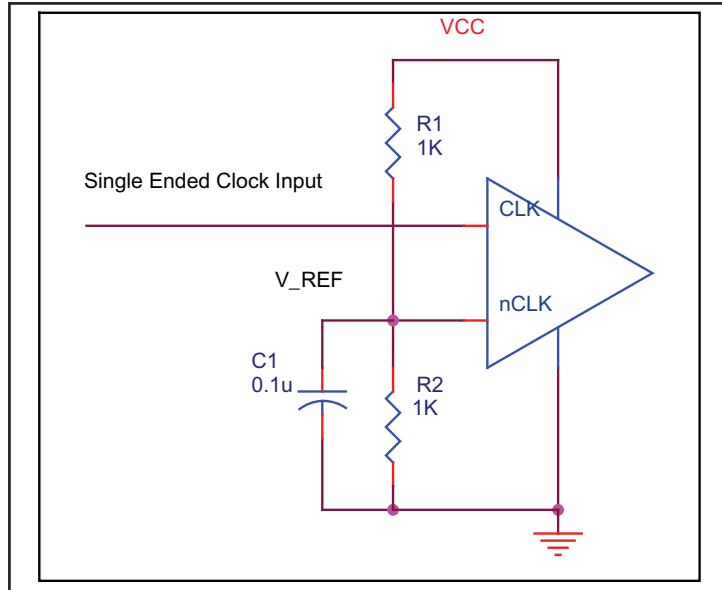 VCC
R1
1K
Single Ended Clock Input
CLK
V_REF
nCLK
C1
0.1u
R2
1K